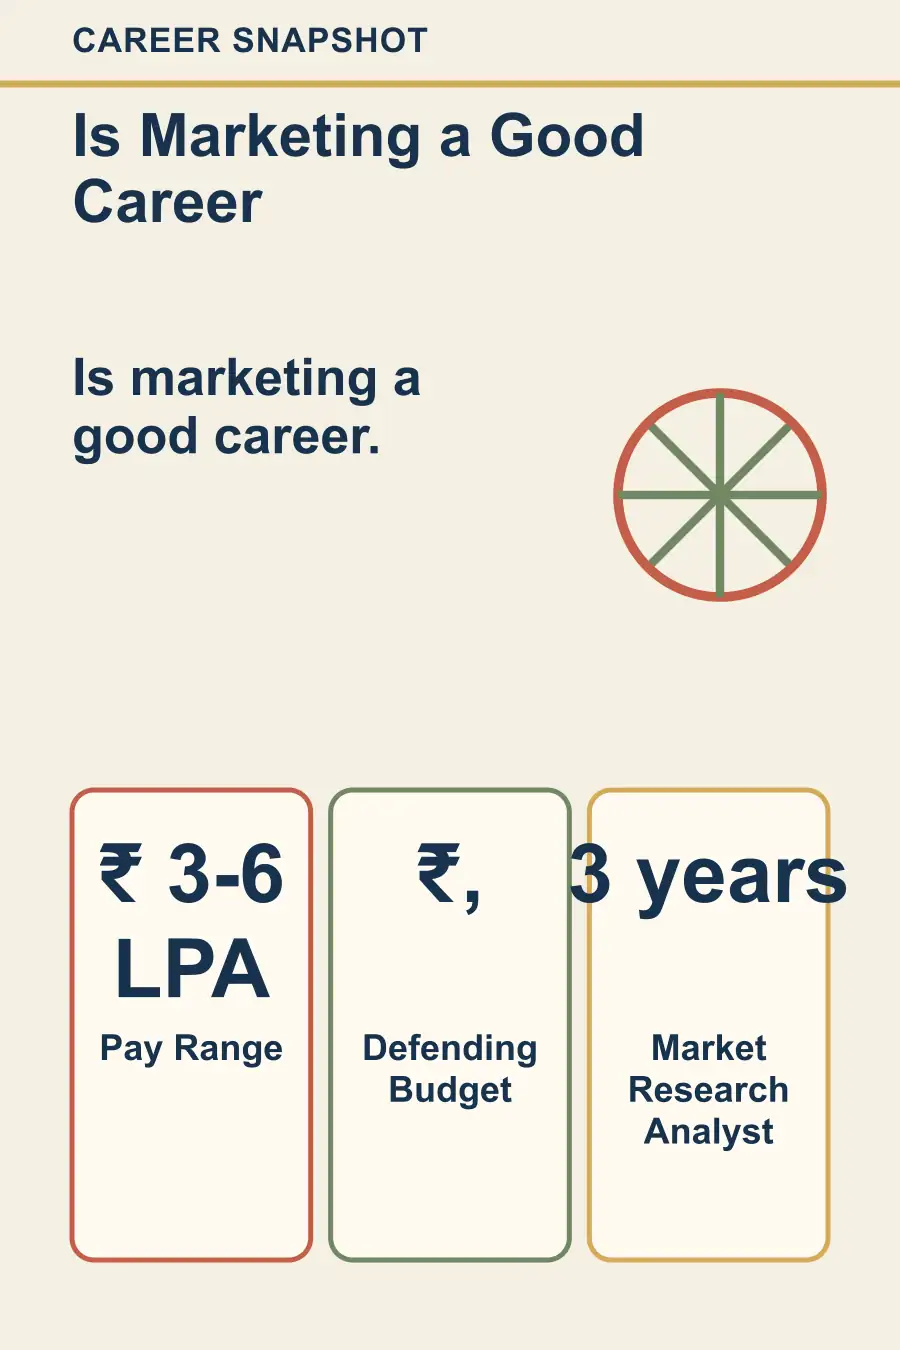 CAREER SNAPSHOT
Is Marketing a Good
Career
Is marketing a
good career.
₹ 3-6
LPA
Pay Range
₹,
Defending
Budget
3 years
Market
Research
Analyst